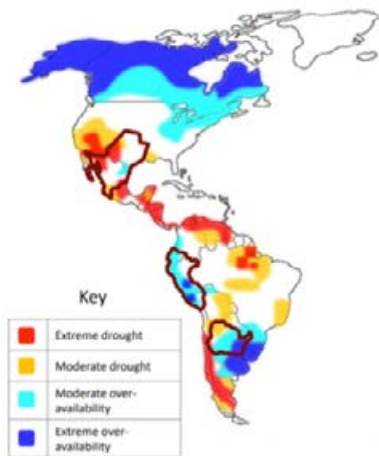 Key
Extreme drought
Moderate drought
Moderate over-
availability
Extreme over-
availability